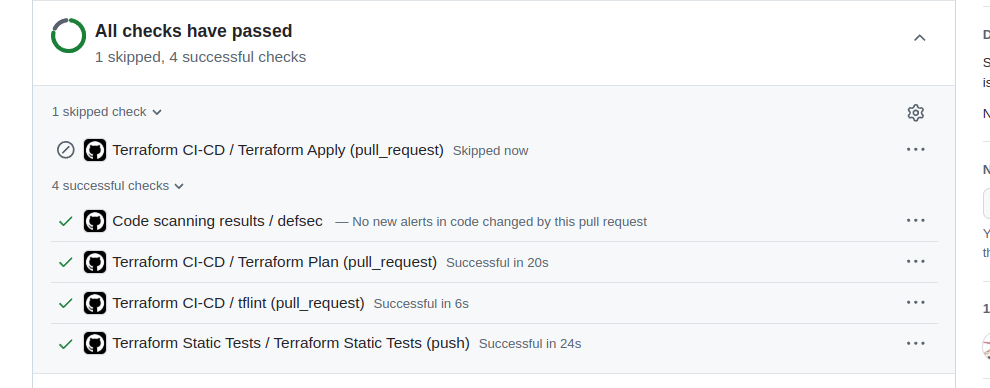 All checks have passed
1 skipped, 4 successful checks
1 skipped check
Terraform CI-CD / Terraform Apply (pull_request) Skipped now
4 successful checks
Code scanning results / defsec — No new alerts in code changed by this pull request
Terraform CI-CD / Terraform Plan (pull_request) Successful in 20s
Terraform CI-CD / tflint (pull_request) Successful in 6s
Terraform Static Tests / Terraform Static Tests (push) Successful in 24s